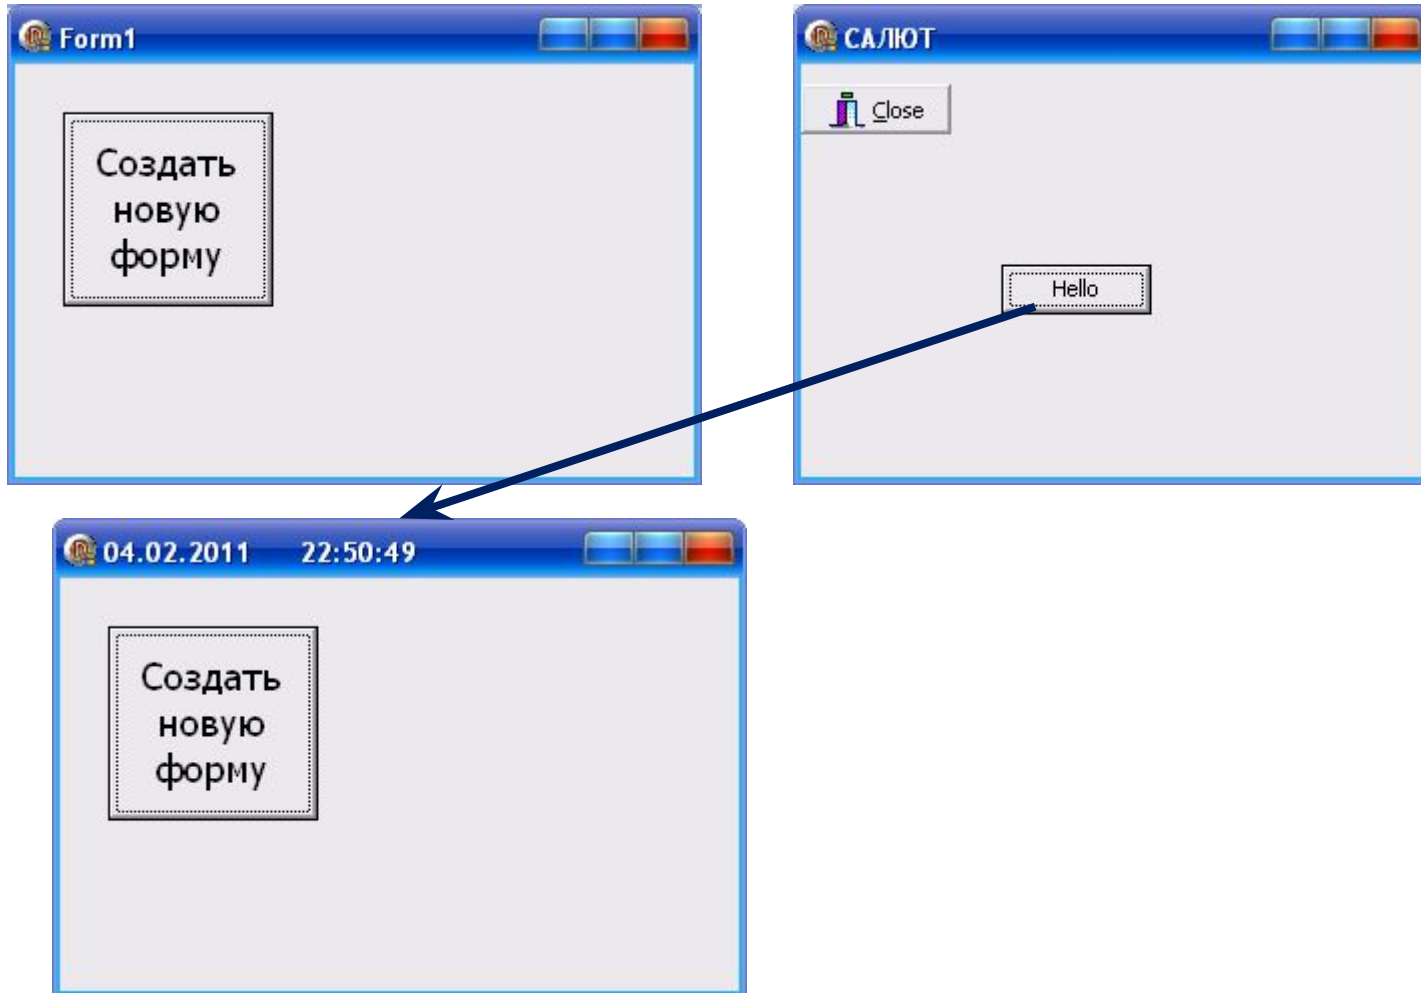 Form1
Создать
новую
форму
САЛЮТ
Close
Hello
04.02.2011 22:50:49
Создать
новую
форму